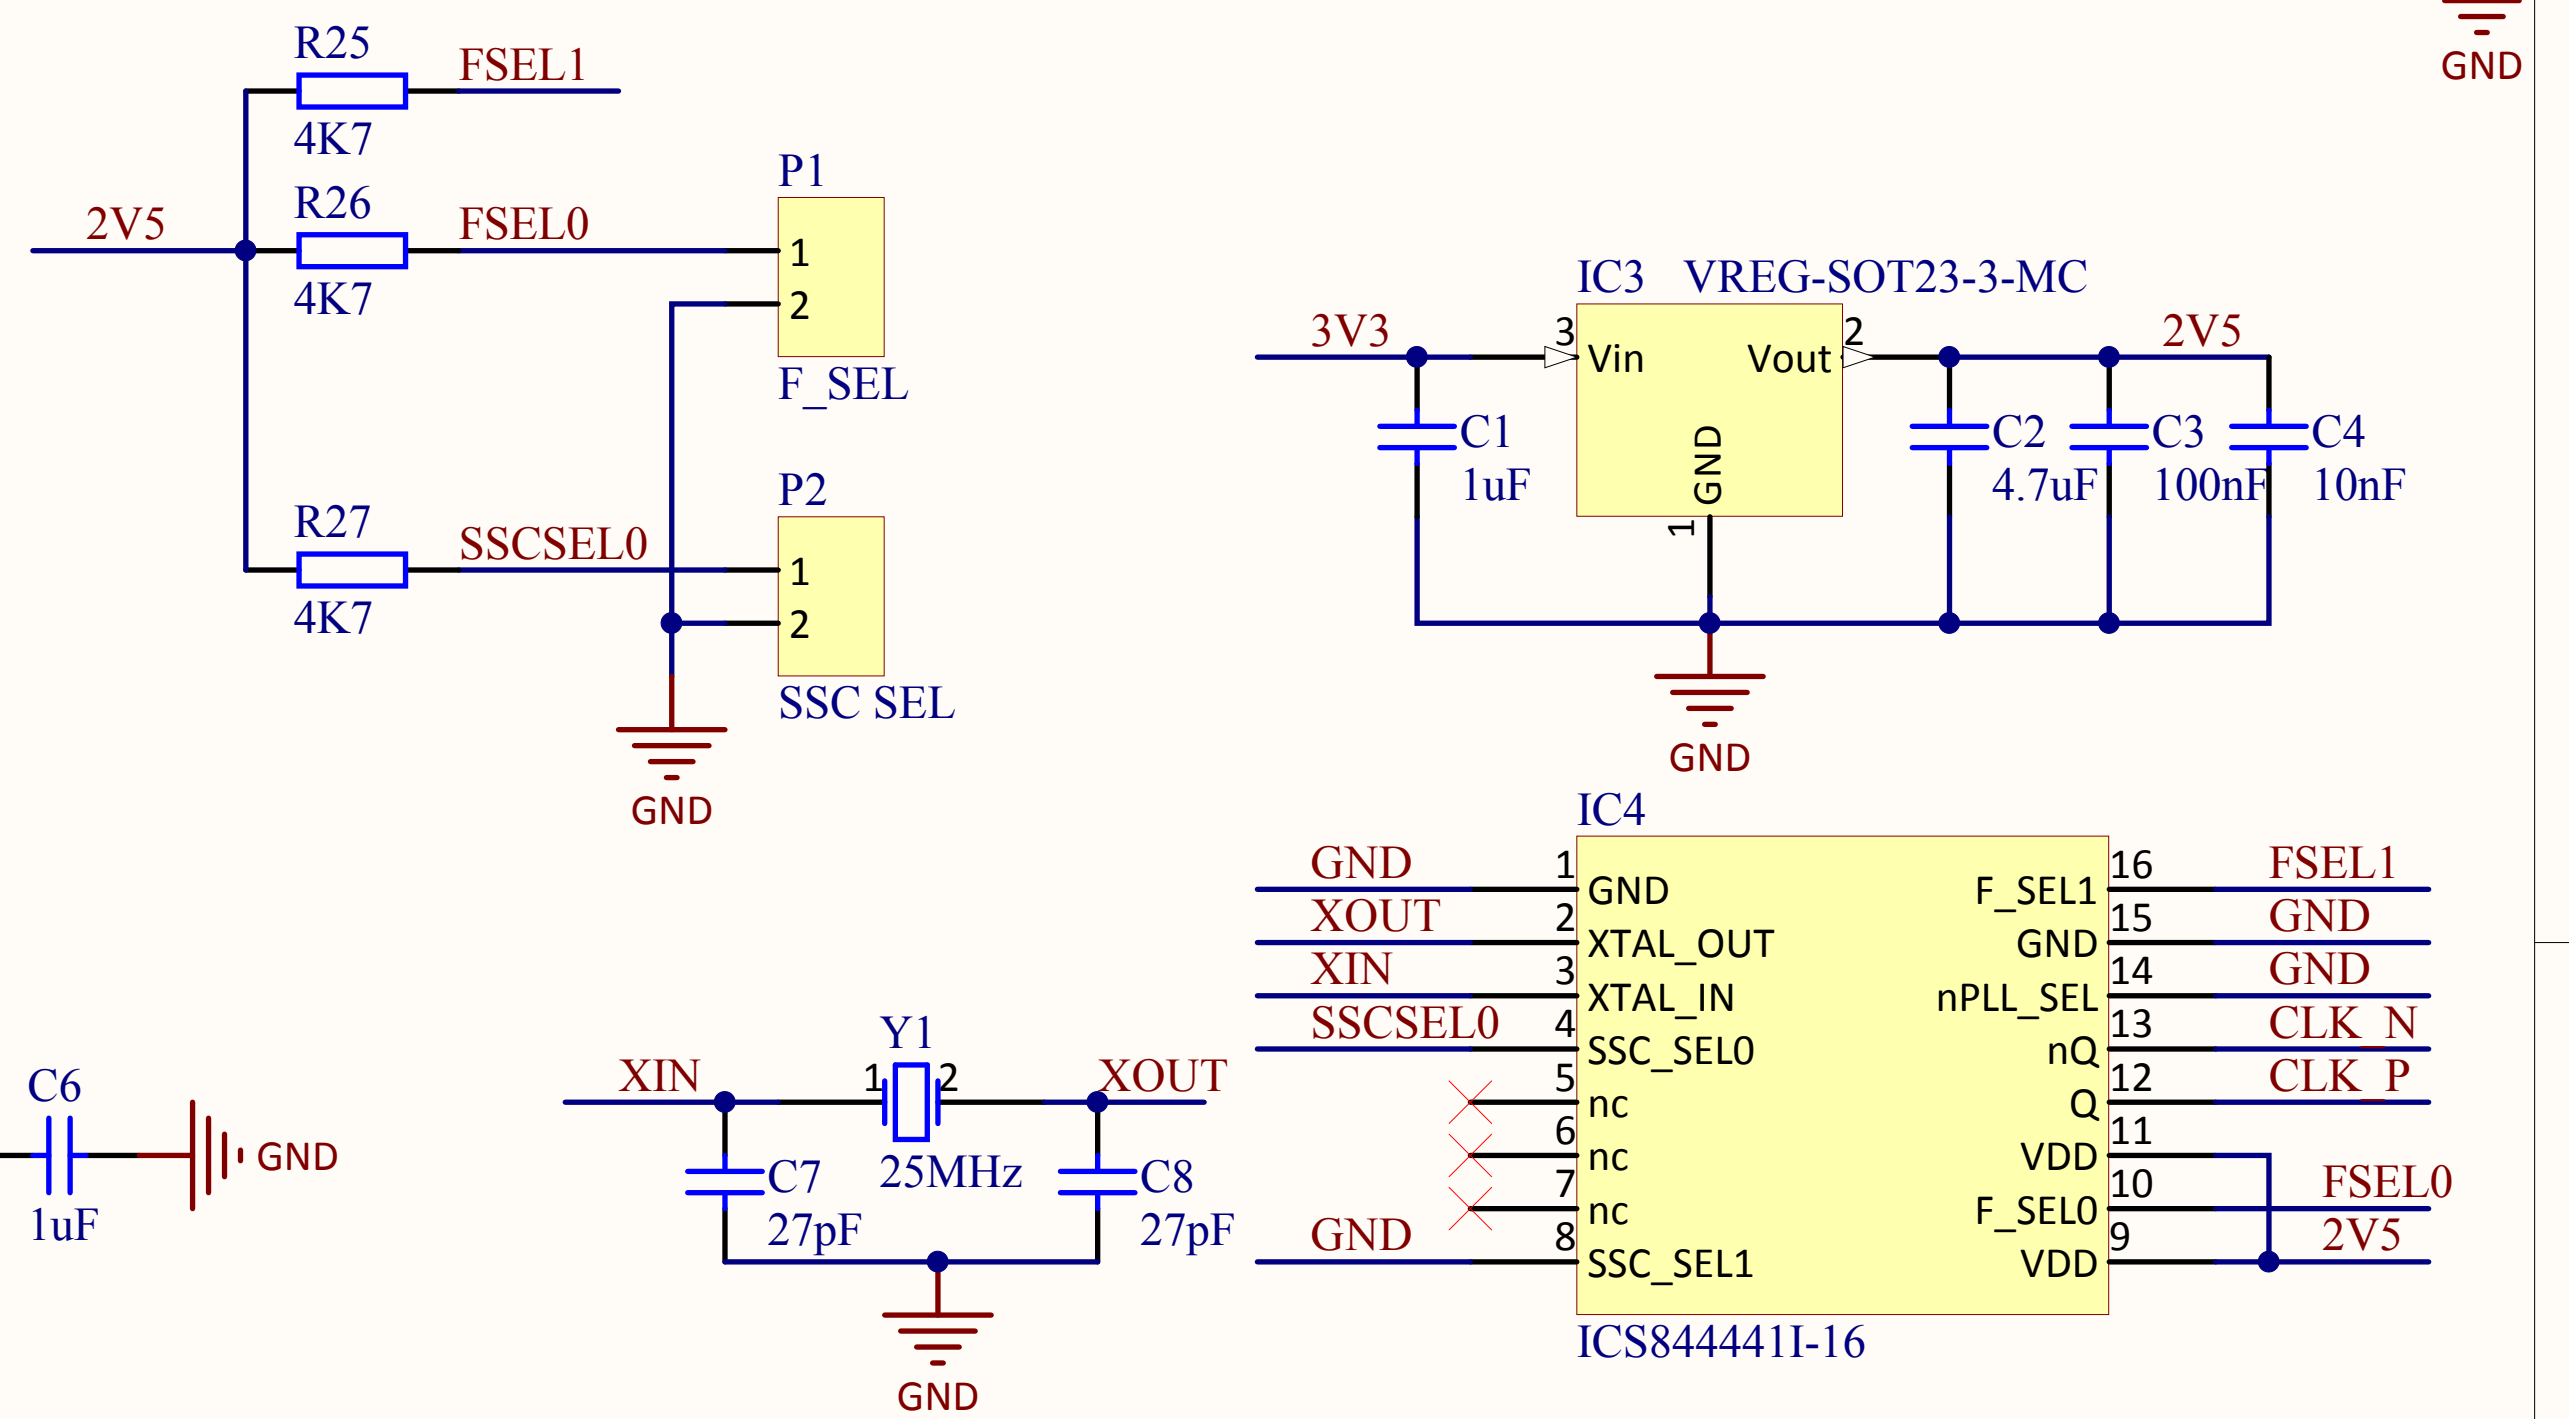 R25
FSEL1
4K7
2V5
R26
FSEL0
4K7
P1
1
2
F_SEL
R27
SSCSEL0
4K7
P2
1
2
SSC SEL
GND
GND
IC3 VREG-SOT23-3-MC
3V3
3
Vin
Vout
2
2V5
GND
1
C1
1uF
C2
4.7uF
C3
100nF
C4
10nF
GND
C6
1uF
GND
XIN
Y1
1
2
XOUT
25MHz
C7
27pF
C8
27pF
GND
IC4
GND 1 GND
XOUT 2 XTAL_OUT
XIN 3 XTAL_IN
SSCSEL0 4 SSC_SEL0
5 nc
6 nc
7 nc
GND 8 SSC_SEL1
F_SEL1 16 FSEL1
GND 15 GND
nPLL_SEL 14 GND
nQ 13 CLK_N
Q 12 CLK_P
VDD 11
F_SEL0 10 FSEL0
VDD 9 2V5
ICS844441I-16